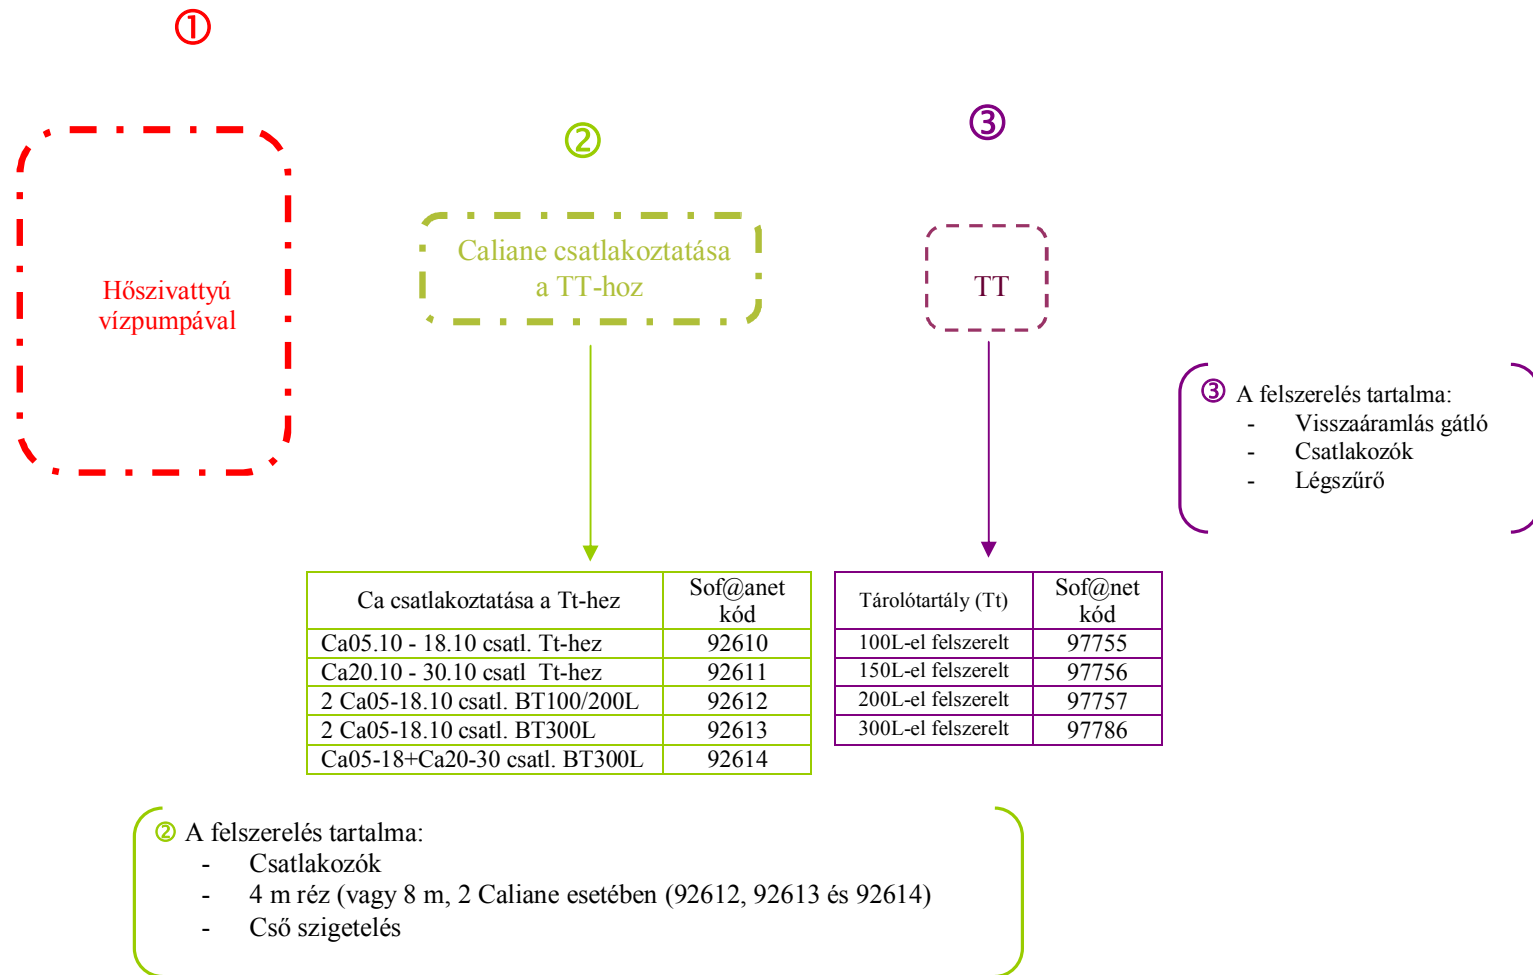 ①
②
③
Hőszivattyú
vízpumpával
Caliane csatlakoztatása
a TT-hoz
TT
③ A felszerelés tartalma:
- Visszaáramlás gátló
- Csatlakozók
- Légszűrő
Ca csatlakoztatása a Tt-hez Sof@anet
kód
Ca05.10 - 18.10 csatl. Tt-hez 92610
Ca20.10 - 30.10 csatl Tt-hez 92611
2 Ca05-18.10 csatl. BT100/200L 92612
2 Ca05-18.10 csatl. BT300L 92613
Ca05-18+Ca20-30 csatl. BT300L 92614
Tárolótartály (Tt) Sof@net
kód
100L-el felszerelt 97755
150L-el felszerelt 97756
200L-el felszerelt 97757
300L-el felszerelt 97786
② A felszerelés tartalma:
- Csatlakozók
- 4 m réz (vagy 8 m, 2 Caliane esetében (92612, 92613 és 92614)
- Cső szigetelés